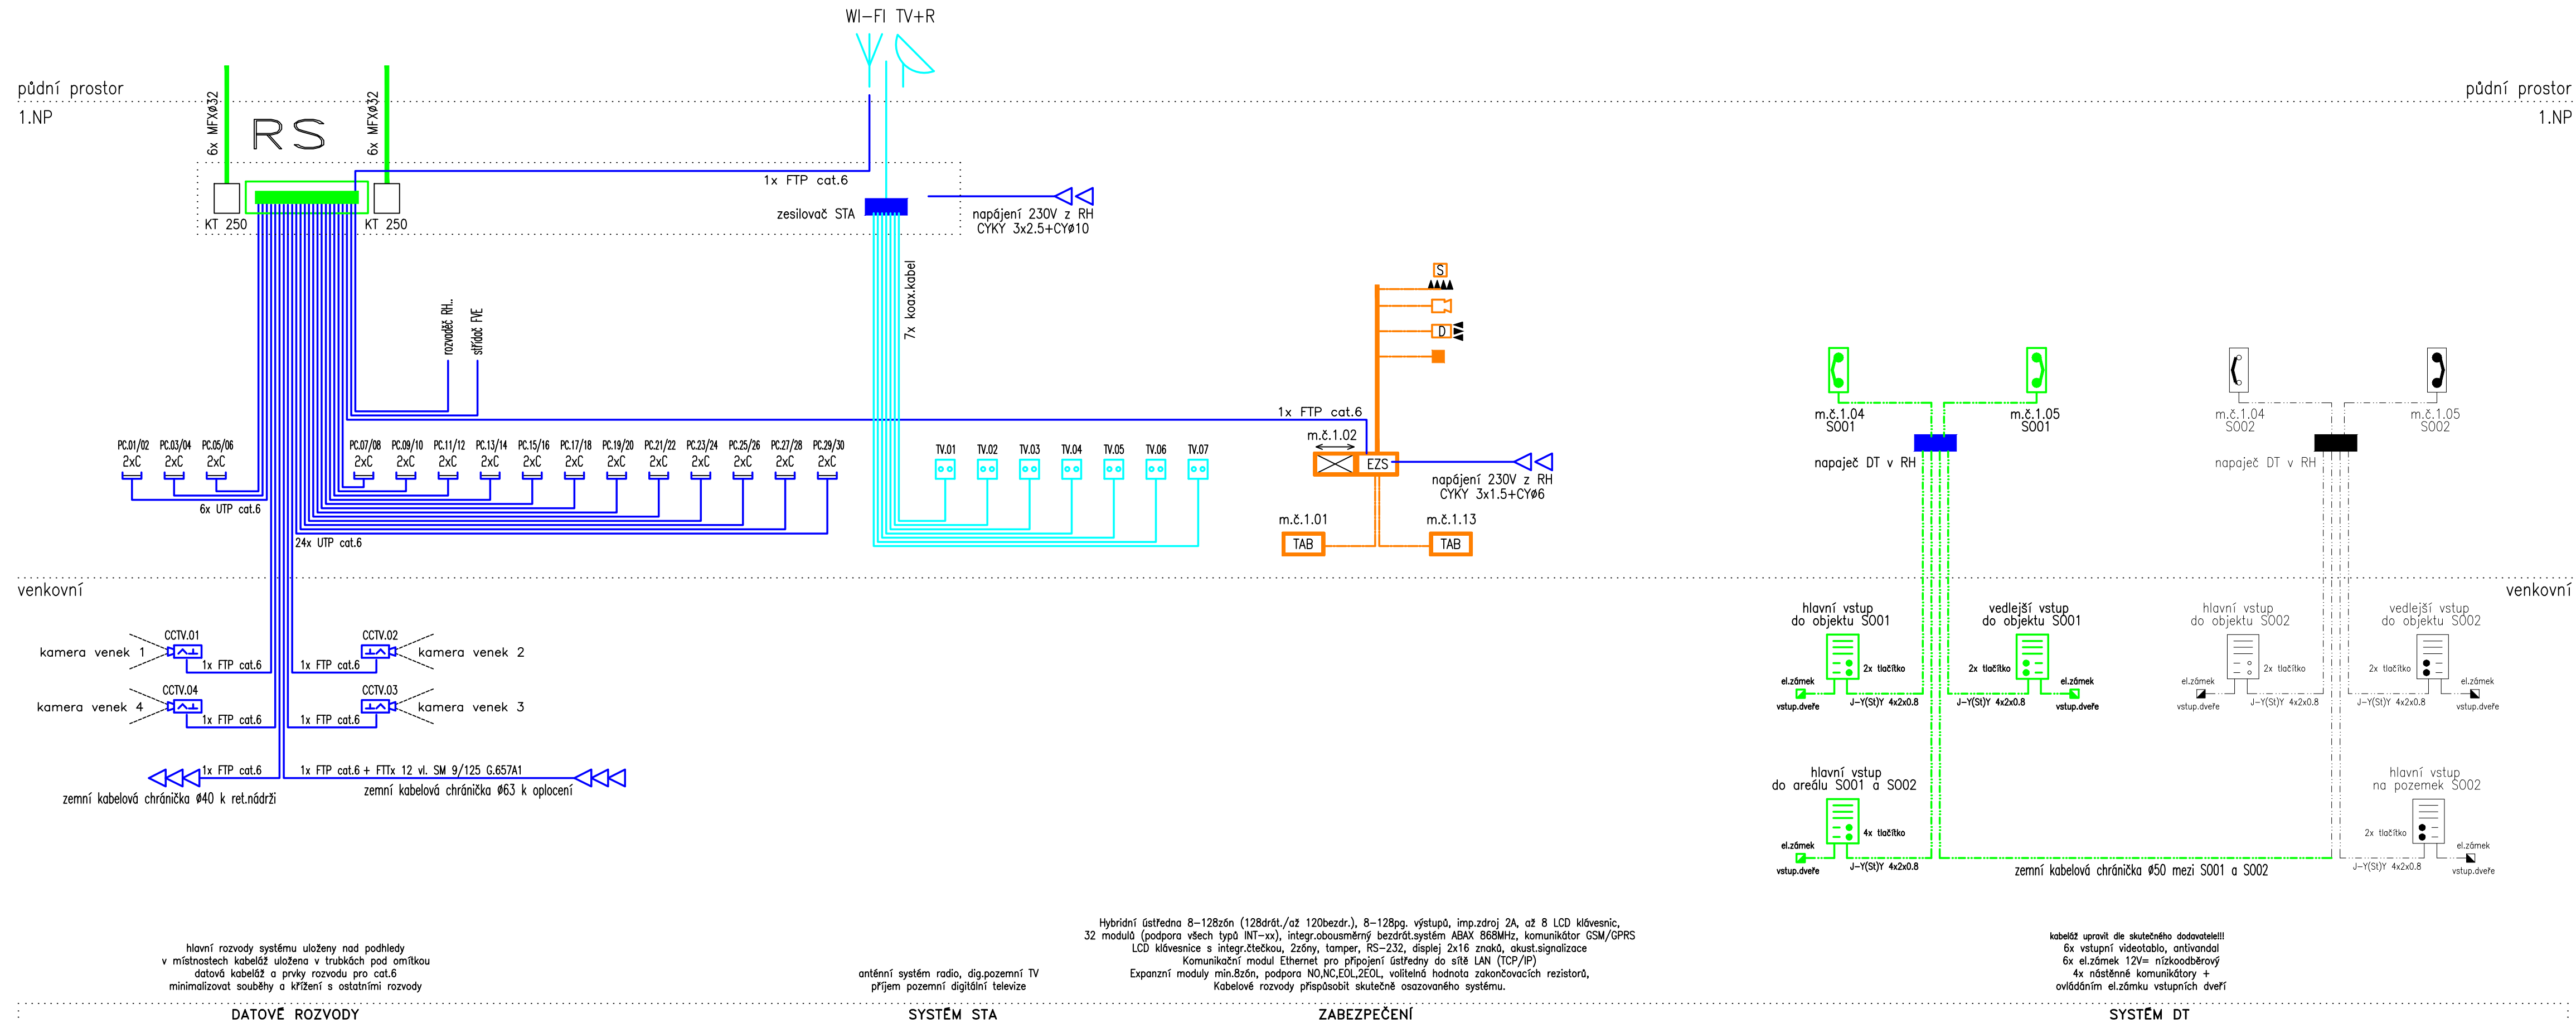 WI-FI TV+R
půdní prostor
půdní prostor
1.NP
1.NP
6x MFXø32
RS
6x MFXø32
1x FTP cat.6
KT 250
KT 250
zesilovač STA
napájení 230V z RH
CYKY 3x2.5+CYø10
7x koax.kabel
S
D
rozvaděč RH..
střídač FVE
1x FTP cat.6
m.č.1.04
SO01
m.č.1.05
SO01
m.č.1.04
SO02
m.č.1.05
SO02
PC.01/02
2xC
PC.03/04
2xC
PC.05/06
2xC
PC.07/08
2xC
PC.09/10
2xC
PC.11/12
2xC
PC.13/14
2xC
PC.15/16
2xC
PC.17/18
2xC
PC.19/20
2xC
PC.21/22
2xC
PC.23/24
2xC
PC.25/26
2xC
PC.27/28
2xC
PC.29/30
2xC
TV.01
TV.02
TV.03
TV.04
TV.05
TV.06
TV.07
m.č.1.02
EZS
napájení 230V z RH
CYKY 3x1.5+CYø6
napaječ DT v RH
napaječ DT v RH
6x UTP cat.6
24x UTP cat.6
m.č.1.01
TAB
m.č.1.13
TAB
venkovní
venkovní
CCTV.01
kamera venek 1
1x FTP cat.6
CCTV.02
kamera venek 2
1x FTP cat.6
CCTV.04
kamera venek 4
1x FTP cat.6
CCTV.03
kamera venek 3
1x FTP cat.6
1x FTP cat.6
zemní kabelová chránička ø40 k ret.nádrži
1x FTP cat.6 + FTTx 12 vl. SM 9/125 G.657A1
zemní kabelová chránička ø63 k oplocení
hlavní vstup
do objektu SO01
2x tlačítko
el.zámek
vstup.dveře
J-Y(St)Y 4x2x0.8
vedlejší vstup
do objektu SO01
2x tlačítko
el.zámek
vstup.dveře
J-Y(St)Y 4x2x0.8
hlavní vstup
do objektu SO02
2x tlačítko
el.zámek
vstup.dveře
J-Y(St)Y 4x2x0.8
vedlejší vstup
do objektu SO02
2x tlačítko
el.zámek
vstup.dveře
J-Y(St)Y 4x2x0.8
hlavní vstup
do areálu SO01 a SO02
4x tlačítko
el.zámek
vstup.dveře
J-Y(St)Y 4x2x0.8
zemní kabelová chránička ø50 mezi SO01 a SO02
hlavní vstup
na pozemek SO02
2x tlačítko
el.zámek
vstup.dveře
J-Y(St)Y 4x2x0.8
hlavní rozvody systému uloženy nad podhledy
v místnostech kabeláž uložena v trubkách pod omítkou
datová kabeláž a prvky rozvodu pro cat.6
minimalizovat souběhy a křížení s ostatními rozvody
anténní systém radio, dig.pozemní TV
příjem pozemní digitální televize
Hybridní ústředna 8-128zón (128drát./až 120bezdr.), 8-128pg. výstupů, imp.zdroj 2A, až 8 LCD klávesnic,
32 modulů (podpora všech typů INT-xx), integr.obousměrný bezdrát.systém ABAX 868MHz, komunikátor GSM/GPRS
LCD klávesnice s integr.čtečkou, 2zóny, tamper, RS-232, displej 2x16 znaků, akust.signalizace
Komunikační modul Ethernet pro připojení ústředny do sítě LAN (TCP/IP)
Expanzní moduly min.8zón, podpora NO,NC,EOL,2EOL, volitelná hodnota zakončovacích rezistorů,
Kabelové rozvody přispůsobit skutečně osazovaného systému.
kabeláž upravit dle skutečného dodavatele!!!
6x vstupní videotablo, antivandal
6x el.zámek 12V= nízkoodběrový
4x nástěnné komunikátory +
ovládáním el.zámku vstupních dveří
DATOVÉ ROZVODY
SYSTÉM STA
ZABEZPEČENÍ
SYSTÉM DT